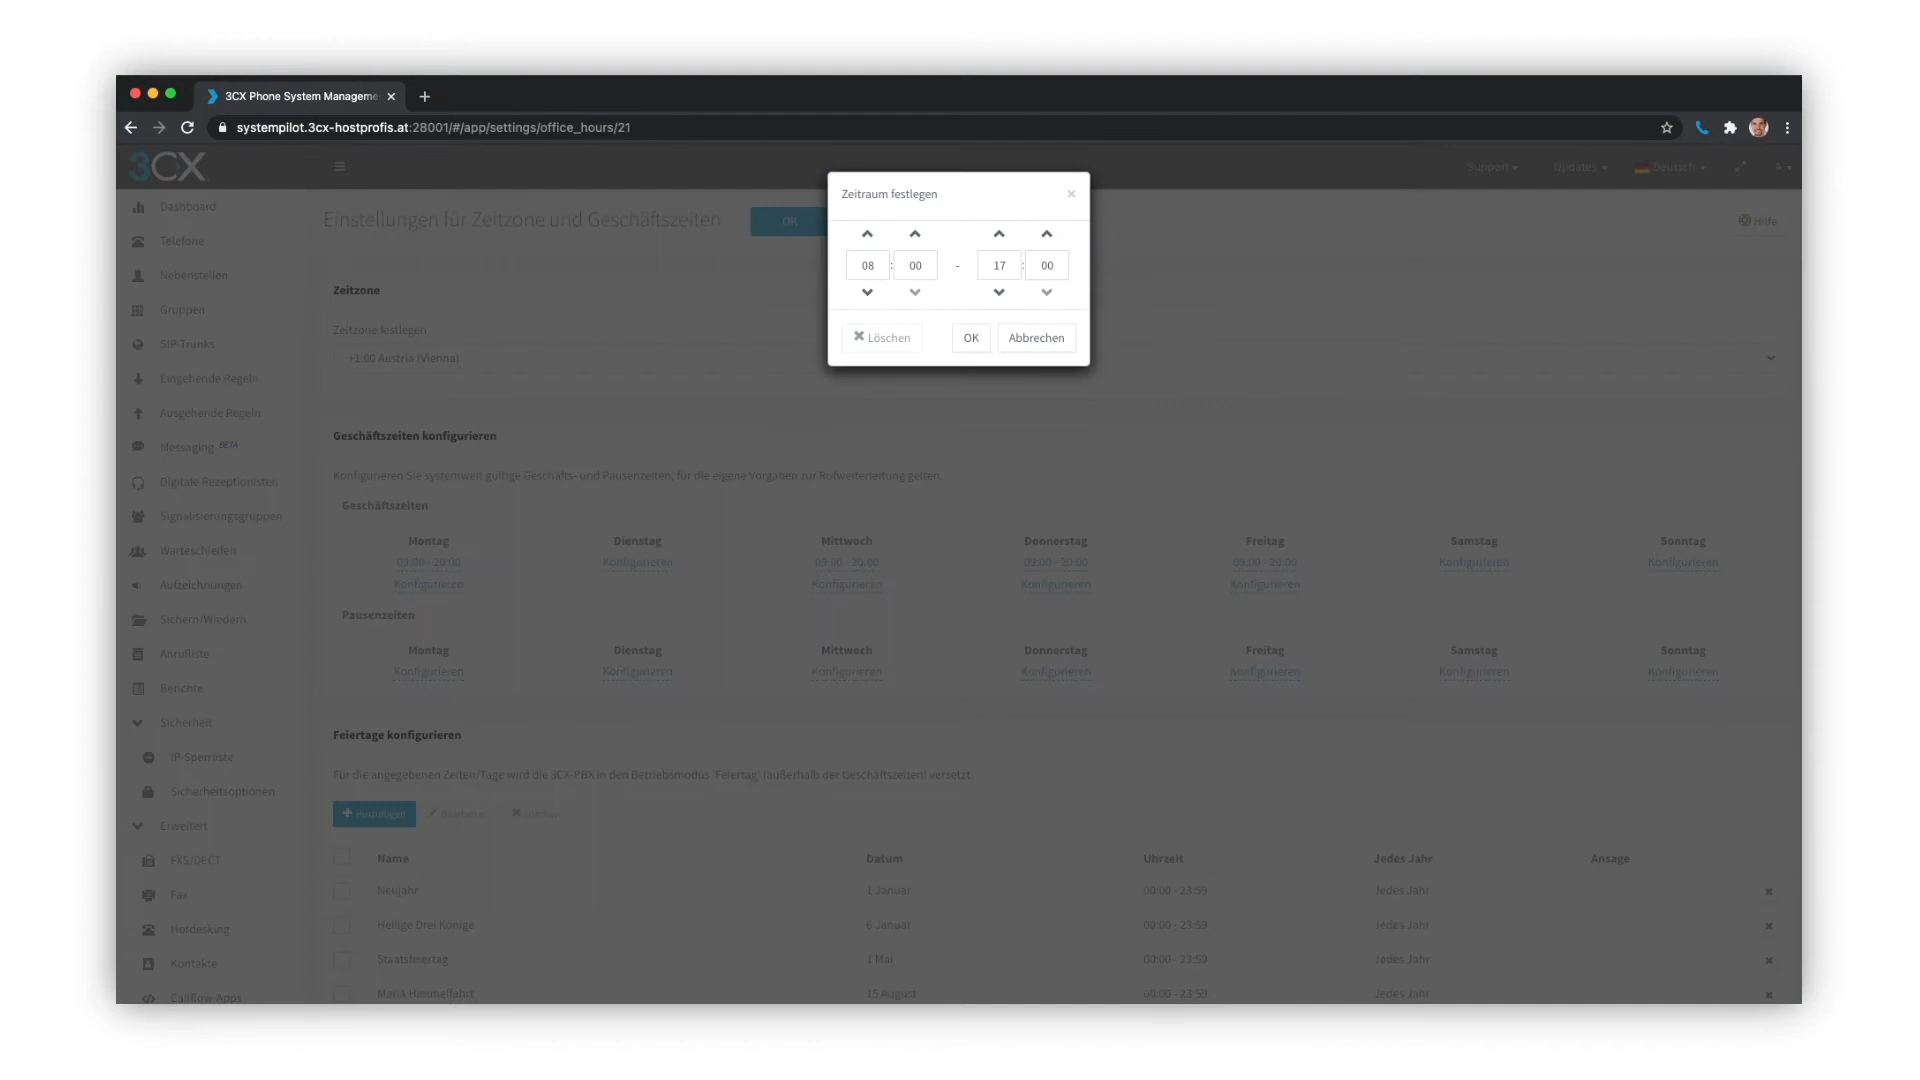 3CX Phone System Manageme
systempilot.3cx-hostprofis.at:28001/#/app/settings/office_hours/21
3CX
Support
Updates
Deutsch
Zeitraum festlegen
08 : 00 - 17 : 00
Löschen
OK
Abbrechen
Dashboard
Telefone
Nebenstellen
Gruppen
SIP-Trunks
Eingehende Regeln
Ausgehende Regeln
Messaging BETA
Digitale Rezeptionisten
Signalisierungsgruppen
Warteschleifen
Aufzeichnungen
Sichern/Wiedern.
Anrufliste
Berichte
Sicherheit
IP-Sperrliste
Sicherheitsoptionen
Erweitert
FXS/DECT
Fax
Hotdesking
Kontakte
Callflow-Apps
Einstellungen für Zeitzone und Geschäftszeiten
OK
Hilfe
Zeitzone
Zeitzone festlegen
+1:00 Austria (Vienna)
Geschäftszeiten konfigurieren
Konfigurieren Sie systemweit gültige Geschäfts- und Pausenzeiten, für die eigene Vorgaben zur Rufweiterleitung gelten.
Geschäftszeiten
Montag Dienstag Mittwoch Donnerstag Freitag Samstag Sonntag
09:00 - 20:00 Konfigurieren 09:00 - 20:00 09:00 - 20:00 09:00 - 20:00 Konfigurieren Konfigurieren
Konfigurieren Konfigurieren Konfigurieren Konfigurieren
Pausenzeiten
Montag Dienstag Mittwoch Donnerstag Freitag Samstag Sonntag
Konfigurieren Konfigurieren Konfigurieren Konfigurieren Konfigurieren Konfigurieren Konfigurieren
Feiertage konfigurieren
Für die angegebenen Zeiten/Tage wird die 3CX-PBX in den Betriebsmodus 'Feiertag' (außerhalb der Geschäftszeiten) versetzt.
Hinzufügen Bearbeiten Löschen
Name Datum Uhrzeit Jedes Jahr Ansage
Neujahr 1 Januar 00:00 - 23:59 Jedes Jahr
Heilige Drei Könige 6 Januar 00:00 - 23:59 Jedes Jahr
Staatsfeiertag 1 Mai 00:00 - 23:59 Jedes Jahr
Mariä Himmelfahrt 15 August 00:00 - 23:59 Jedes Jahr